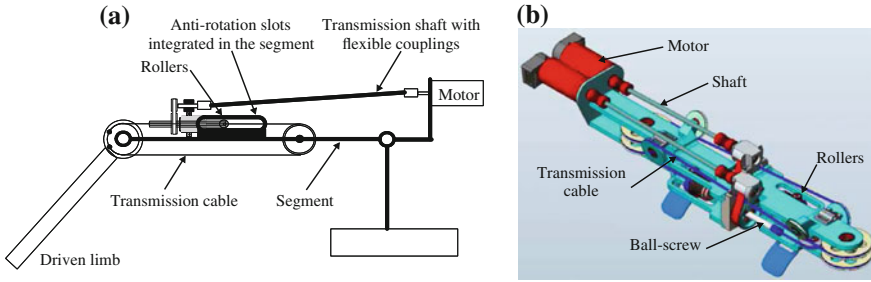 (a)
Anti-rotation slots
integrated in the segment
Rollers
Transmission shaft with
flexible couplings
Motor
Transmission cable
Segment
Driven limb
(b)
Motor
Shaft
Transmission
cable
Rollers
Ball-screw